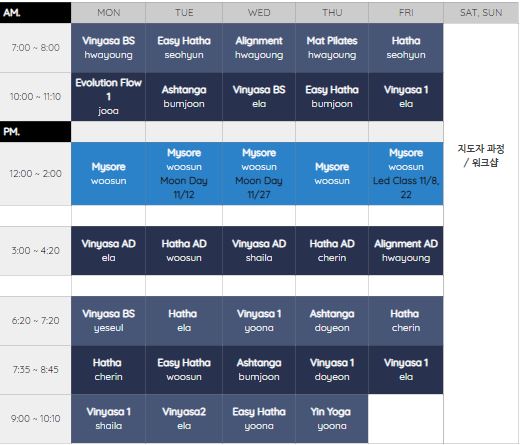 AM. MON TUE WED THU FRI SAT, SUN
7:00 ~ 8:00 Vinyasa BS Easy Hatha Alignment Mat Pilates Hatha
hwayoung seohyun hwayoung hwayoung seohyun
10:00 ~ 11:10 Evolution Flow 1 Ashtanga Vinyasa BS Easy Hatha Vinyasa 1
jooa bumjoon ela bumjoon ela
PM.
지도자 과정
/ 워크샵
12:00 ~ 2:00 Mysore Mysore Mysore Mysore Mysore
woosun woosun woosun woosun woosun
Moon Day Moon Day Led Class 11/8,
11/12 11/27 22
3:00 ~ 4:20 Vinyasa AD Hatha AD Vinyasa AD Hatha AD Alignment AD
ela woosun shaila cherin hwayoung
6:20 ~ 7:20 Vinyasa BS Hatha Vinyasa 1 Ashtanga Hatha
yeseul ela yoona doyeon cherin
7:35 ~ 8:45 Hatha Easy Hatha Ashtanga Vinyasa 1 Vinyasa 1
cherin woosun bumjoon doyeon ela
9:00 ~ 10:10 Vinyasa 1 Vinyasa2 Easy Hatha Yin Yoga
shaila ela yoona yoona